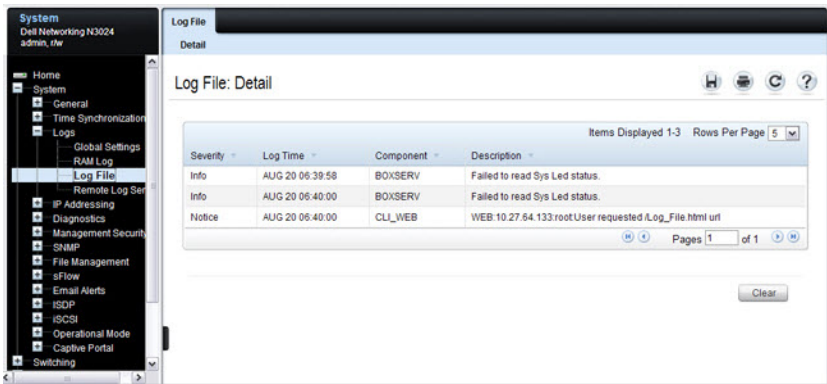 System
Dell Networking N3024
admin, r/w
Home
System
General
Time Synchronization
Logs
Global Settings
RAM Log
Log File
Remote Log Ser
IP Addressing
Diagnostics
Management Security
SNMP
File Management
sFlow
Email Alerts
ISDP
iSCSI
Operational Mode
Captive Portal
Switching
Log File
Detail
Log File: Detail
Items Displayed 1-3 Rows Per Page 5
Severity Log Time Component Description
Info AUG 20 06:39:58 BOXSERV Failed to read Sys Led status.
Info AUG 20 06:40:00 BOXSERV Failed to read Sys Led status.
Notice AUG 20 06:40:00 CLI_WEB WEB:10.27.64.133:root:User requested /Log_File.html url
Pages 1 of 1
Clear